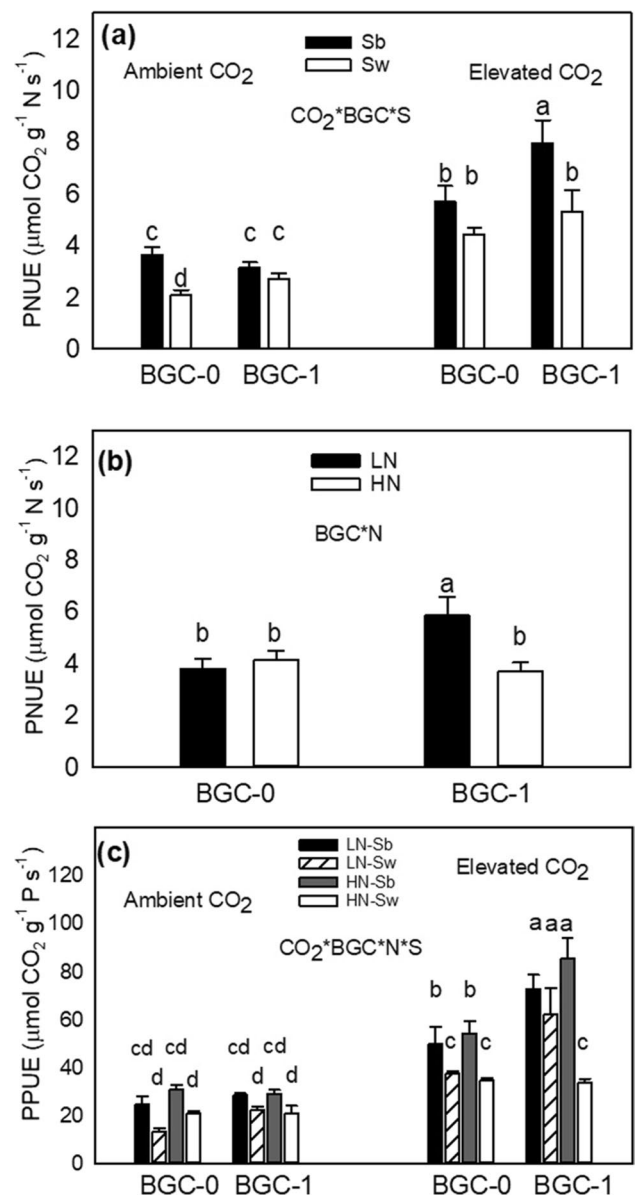 (a)
Sb
Sw
Ambient CO2
Elevated CO2
CO2*BGC*S
PNUE (μmol CO2 g-1 N s-1)
12
10
8
6
4
2
0
c
d
c
c
b
b
a
b
BGC-0
BGC-1
BGC-0
BGC-1
(b)
LN
HN
BGC*N
PNUE (μmol CO2 g-1 N s-1)
12
10
8
6
4
2
0
b
b
a
b
BGC-0
BGC-1
(c)
LN-Sb
LN-Sw
HN-Sb
HN-Sw
Ambient CO2
Elevated CO2
CO2*BGC*N*S
PPUE (μmol CO2 g-1 P s-1)
120
100
80
60
40
20
0
cd
d
cd
d
cd
d
cd
d
b
c
b
c
a
a
a
c
BGC-0
BGC-1
BGC-0
BGC-1